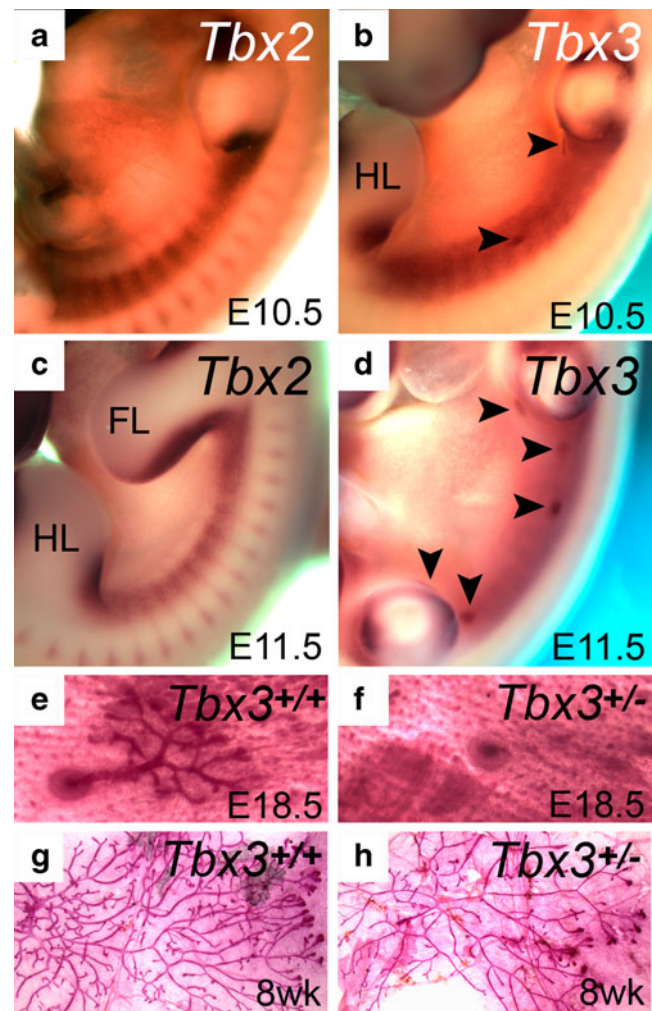 a Tbx2
E10.5
b Tbx3
HL
E10.5
c Tbx2
FL
HL
E11.5
d Tbx3
E11.5
e Tbx3+/+
E18.5
f Tbx3+/-
E18.5
g Tbx3+/+
8wk
h Tbx3+/-
8wk